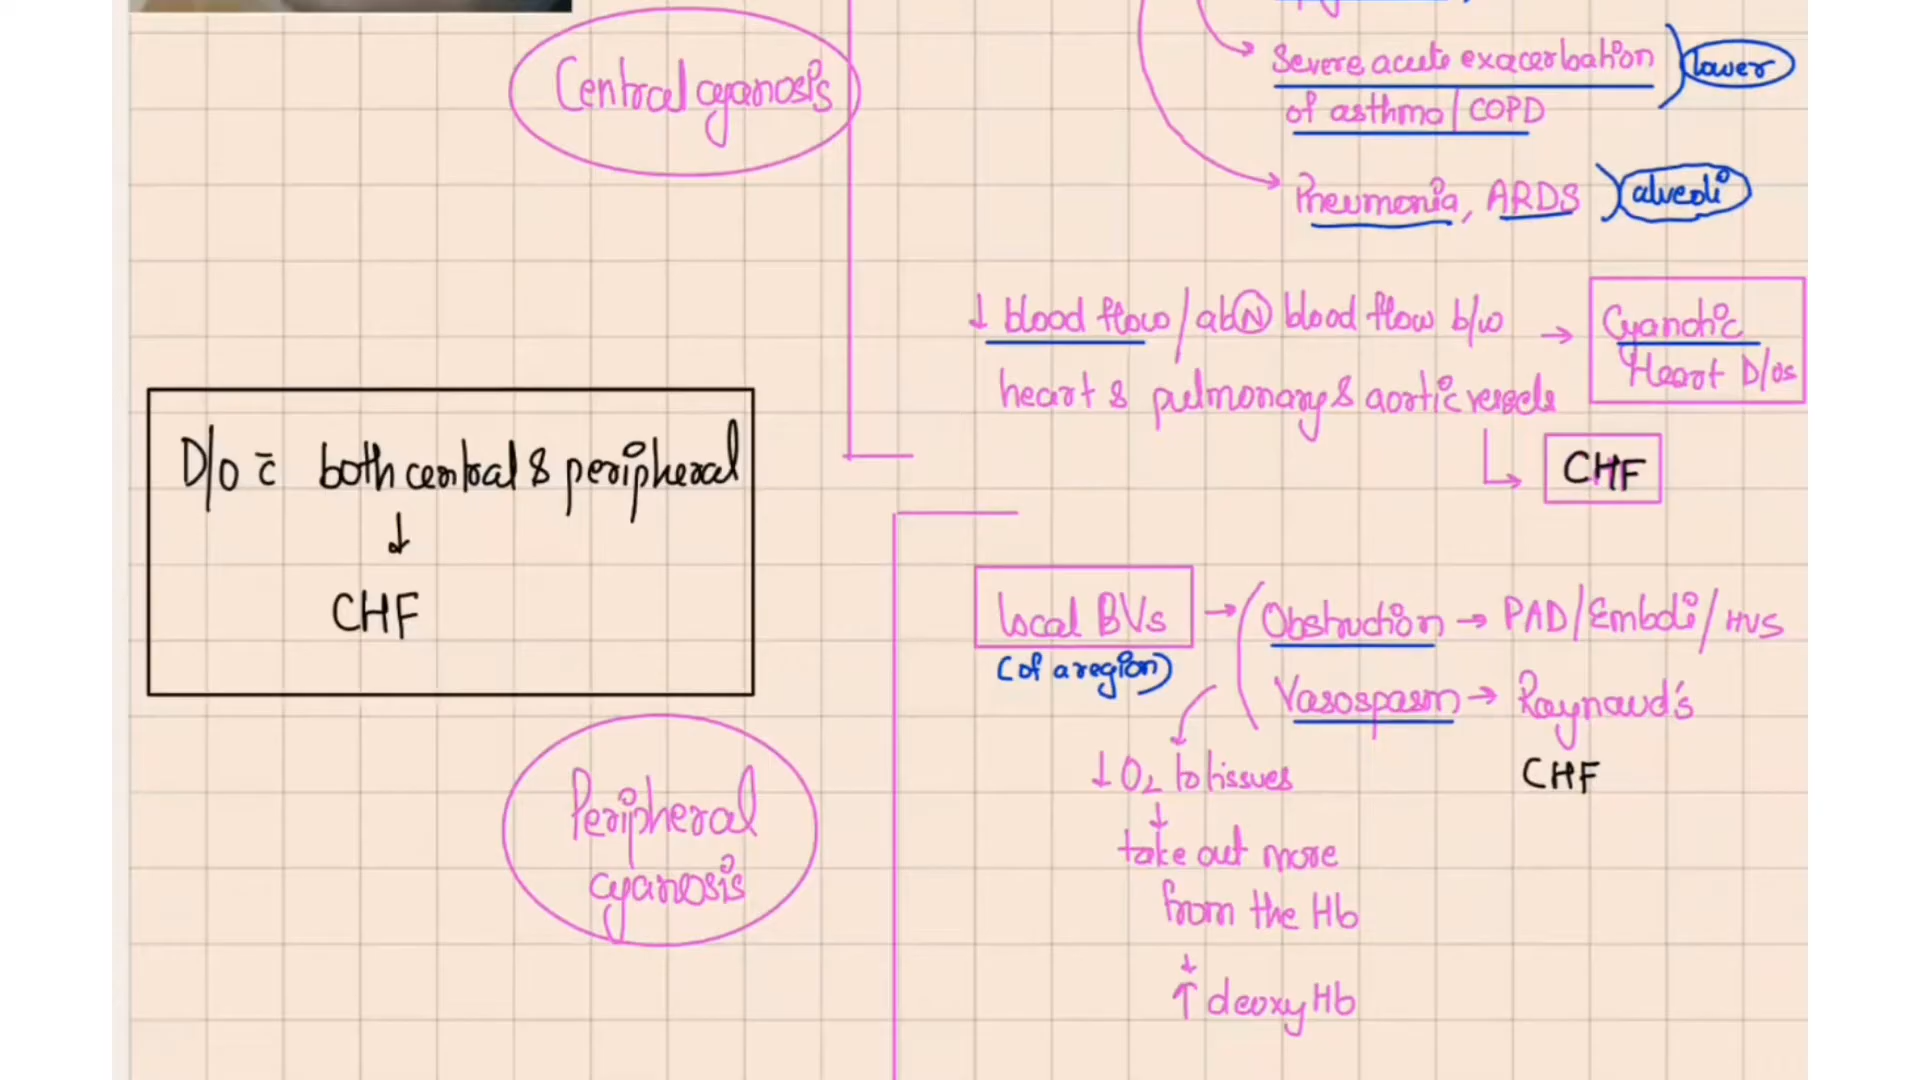 Central cyanosis
Severe acute exacerbation
of asthma / COPD
lower
Pneumonia, ARDS
alveoli
↓ blood flow / abⓃ blood flow b/w
heart & pulmonary & aortic vessels
→ Cyanotic
Heart D/os
CHF
D/o c̄ both central & peripheral
↓
CHF
Local BVs → Obstruction → PAD / Emboli / HVS
(of a region)
Vasospasm → Raynaud's
CHF
↓ O₂ to tissues
↓
take out more
from the Hb
↓
↑ deoxy Hb
Peripheral
cyanosis